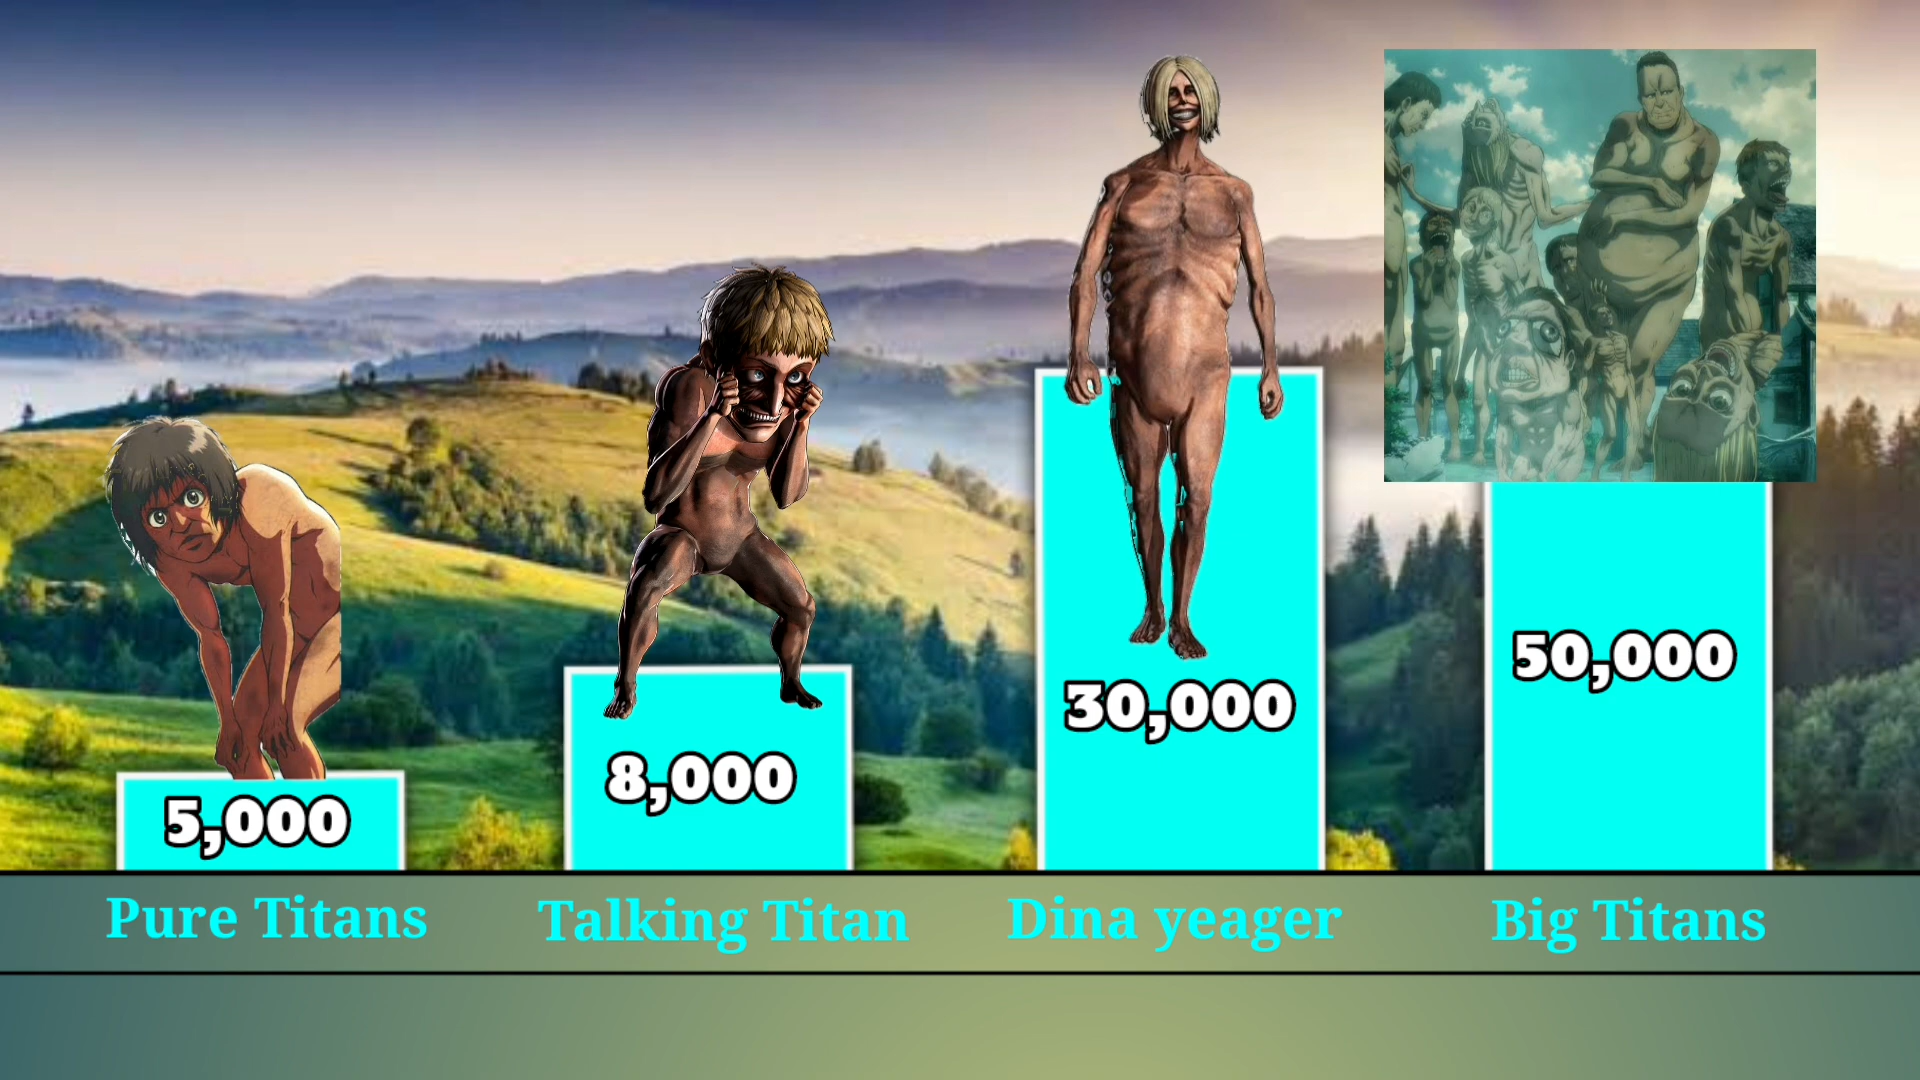 5,000
8,000
30,000
50,000
Pure Titans
Talking Titan
Dina yeager
Big Titans